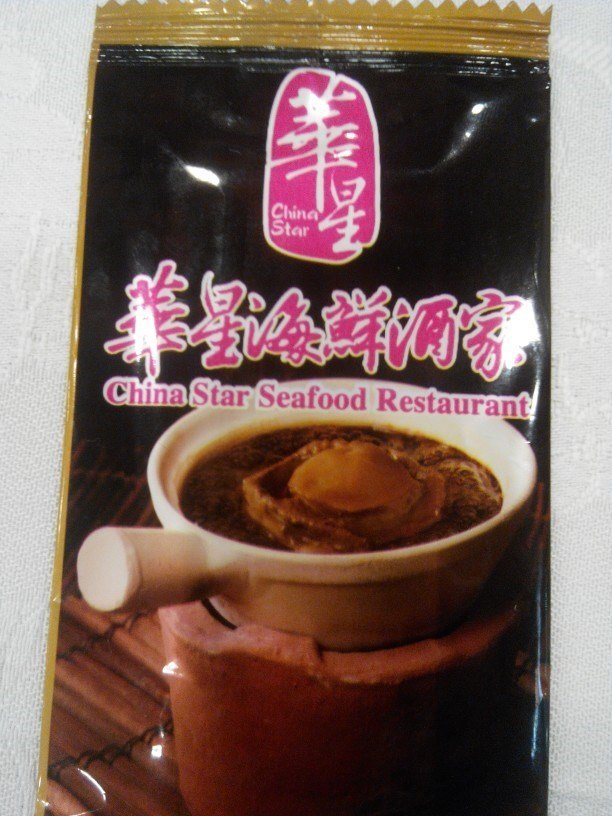 華星
China
Star
華星海鮮酒家
China Star Seafood Restaurant